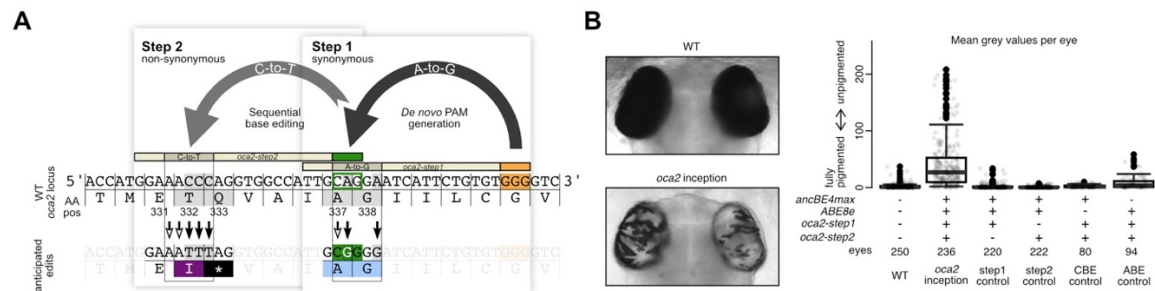 A
Step 2
non-synonymous
Step 1
synonymous
C-to-T
A-to-G
Sequential
base editing
De novo PAM
generation
C-to-T
oca2-step2
A-to-G
oca2-step1
WT
oca2 locus
5'ACCATGGAAACCCAGGTGGCCATTGCAGGAATCATTCTGTGTGGGGTC 3'
AA
pos
T M E T Q V A I A G I I L C G V
331 332 333 337 338
anticipated
edits
GAAATTTAG GCGGGG
T M E I * V A I A G I I L C G V
B
WT
oca2 inception
Mean grey values per eye
fully
pigmented ↔ unpigmented
200
100
0
ancBE4max - + + + + -
ABE8e - + + + - +
oca2-step1 - + + - + +
oca2-step2 - + - + + +
eyes 250 236 220 222 80 94
WT oca2 inception step1 control step2 control CBE control ABE control